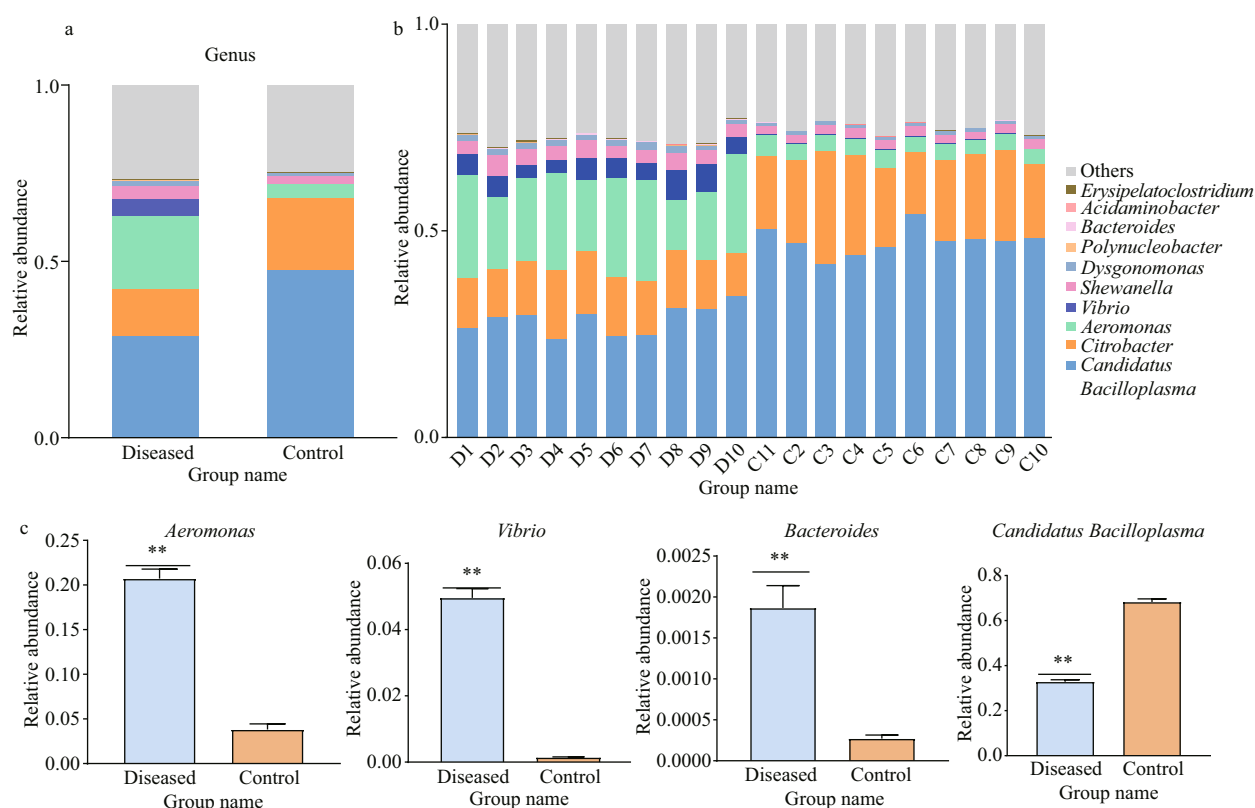 a
Genus
Relative abundance
1.0
0.5
0.0
Diseased
Control
Group name
b
Relative abundance
1.0
0.5
0.0
D1
D2
D3
D4
D5
D6
D7
D8
D9
D10
C11
C2
C3
C4
C5
C6
C7
C8
C9
C10
Group name
Others
Erysipelatoclostridium
Acidaminobacter
Bacteroides
Polynucleobacter
Dysgonomonas
Shewanella
Vibrio
Aeromonas
Citrobacter
Candidatus
Bacilloplasma
c
Aeromonas
Relative abundance
0.25
0.20
0.15
0.10
0.05
0.00
**
Diseased
Control
Group name
Vibrio
Relative abundance
0.06
0.04
0.02
0.00
**
Diseased
Control
Group name
Bacteroides
Relative abundance
0.0025
0.0020
0.0015
0.0010
0.0005
0.0000
**
Diseased
Control
Group name
Candidatus Bacilloplasma
Relative abundance
0.8
0.6
0.4
0.2
0.0
**
Diseased
Control
Group name